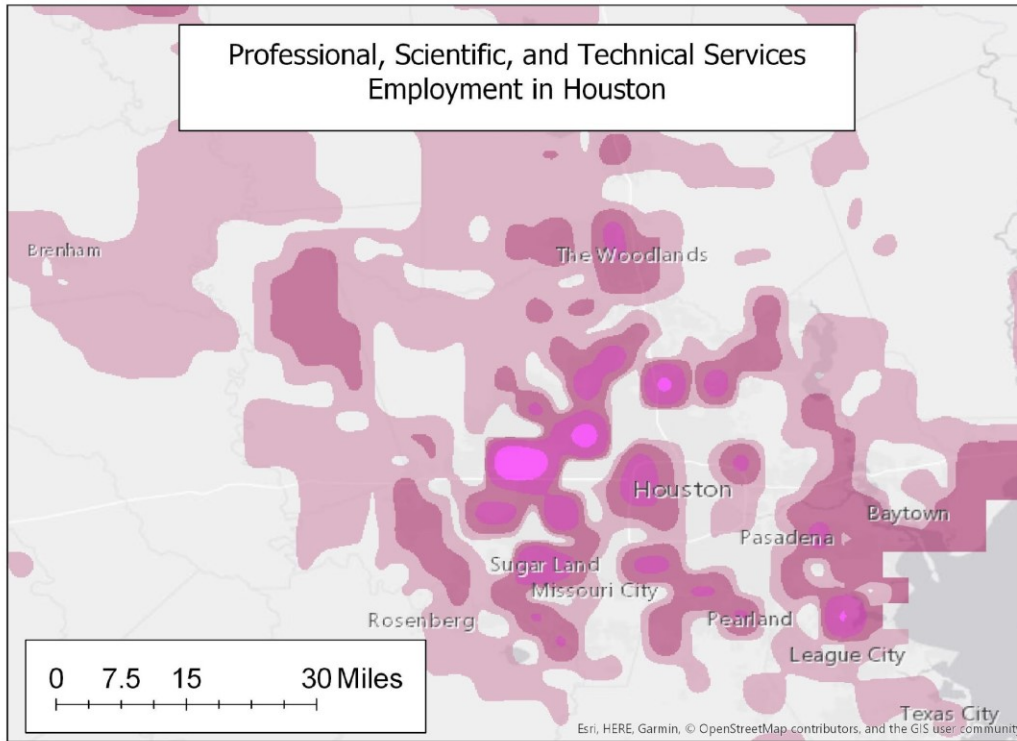 Professional, Scientific, and Technical Services
Employment in Houston
Brenham
The Woodlands
Houston
Baytown
Pasadena
Sugar Land
Missouri City
Rosenberg
Pearland
League City
Texas City
0 7.5 15 30 Miles
Esri, HERE, Garmin, © OpenStreetMap contributors, and the GIS user community